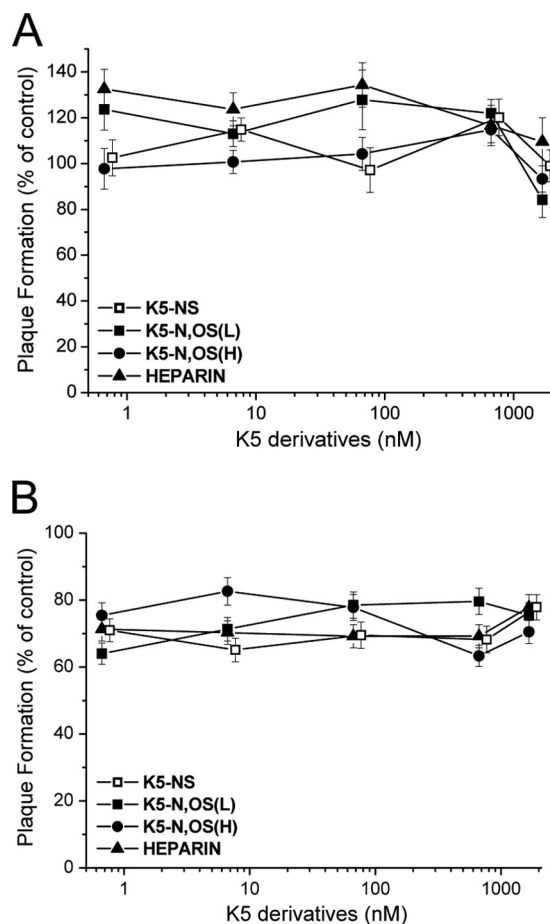 A
140
120
100
80
60
40
20
0
Plaque Formation (% of control)
K5-NS
K5-N,OS(L)
K5-N,OS(H)
HEPARIN
1 10 100 1000
K5 derivatives (nM)
B
100
80
60
40
20
0
Plaque Formation (% of control)
K5-NS
K5-N,OS(L)
K5-N,OS(H)
HEPARIN
1 10 100 1000
K5 derivatives (nM)